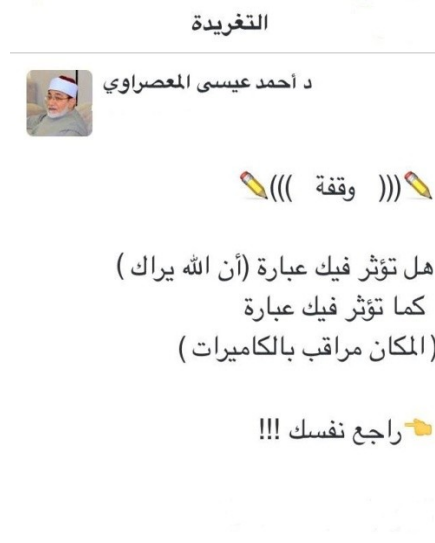 التغريدة
د أحمد عيسى المعصراوي
✏️((( وقفة )))✏️
هل تؤثر فيك عبارة (أن الله يراك )
كما تؤثر فيك عبارة
( المكان مراقب بالكاميرات )
👈راجع نفسك !!!